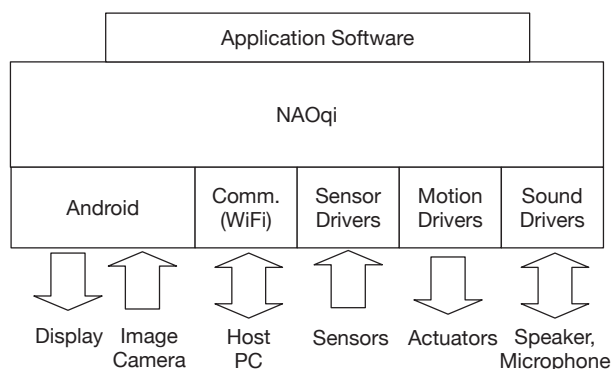 Application Software
NAOqi
Android
Comm.
(WiFi)
Sensor
Drivers
Motion
Drivers
Sound
Drivers
Display
Image
Camera
Host
PC
Sensors
Actuators
Speaker,
Microphone